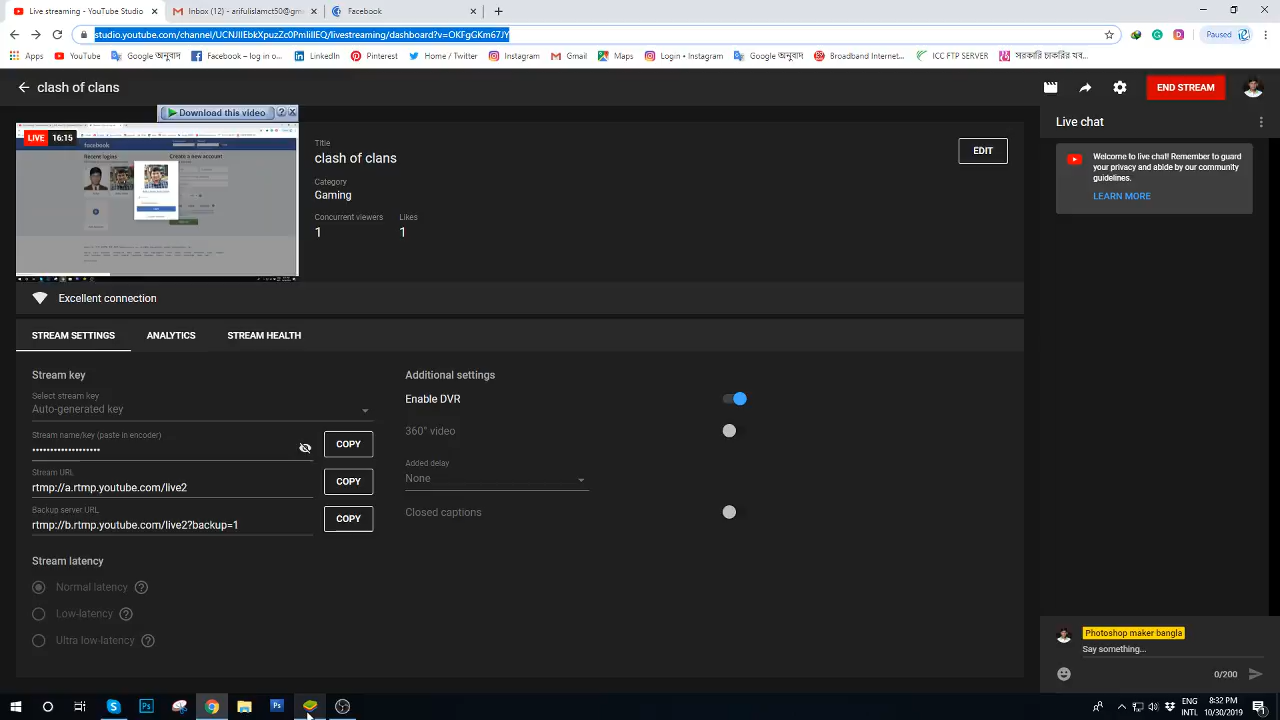 Live streaming - YouTube Studio
Inbox (12) - arifulislamct50@gm
Facebook
studio.youtube.com/channel/UCNJIIEbkXpuzZc0PmIillEQ/livestreaming/dashboard?v=OKFgGKm67JY
Paused
Apps
YouTube
Google অনুবাদ
Facebook – log in o...
LinkedIn
Pinterest
Home / Twitter
Instagram
Gmail
Maps
Login • Instagram
Google অনুবাদ
Broadband Internet...
ICC FTP SERVER
clash of clans
END STREAM
Download this video
LIVE 16:15
facebook
Recent logins
Create a new account
Title
clash of clans
EDIT
Category
Gaming
Concurrent viewers
Likes
1
1
Excellent connection
STREAM SETTINGS
ANALYTICS
STREAM HEALTH
Stream key
Select stream key
Auto-generated key
Stream name/key (paste in encoder)
••••••••••••••••••
COPY
Stream URL
rtmp://a.rtmp.youtube.com/live2
COPY
Backup server URL
rtmp://b.rtmp.youtube.com/live2?backup=1
COPY
Stream latency
Normal latency
Low-latency
Ultra low-latency
Additional settings
Enable DVR
360° video
Added delay
None
Closed captions
Live chat
Welcome to live chat! Remember to guard
your privacy and abide by our community
guidelines.
LEARN MORE
Photoshop maker bangla
Say something...
0/200
ENG
INTL
8:32 PM
10/30/2019